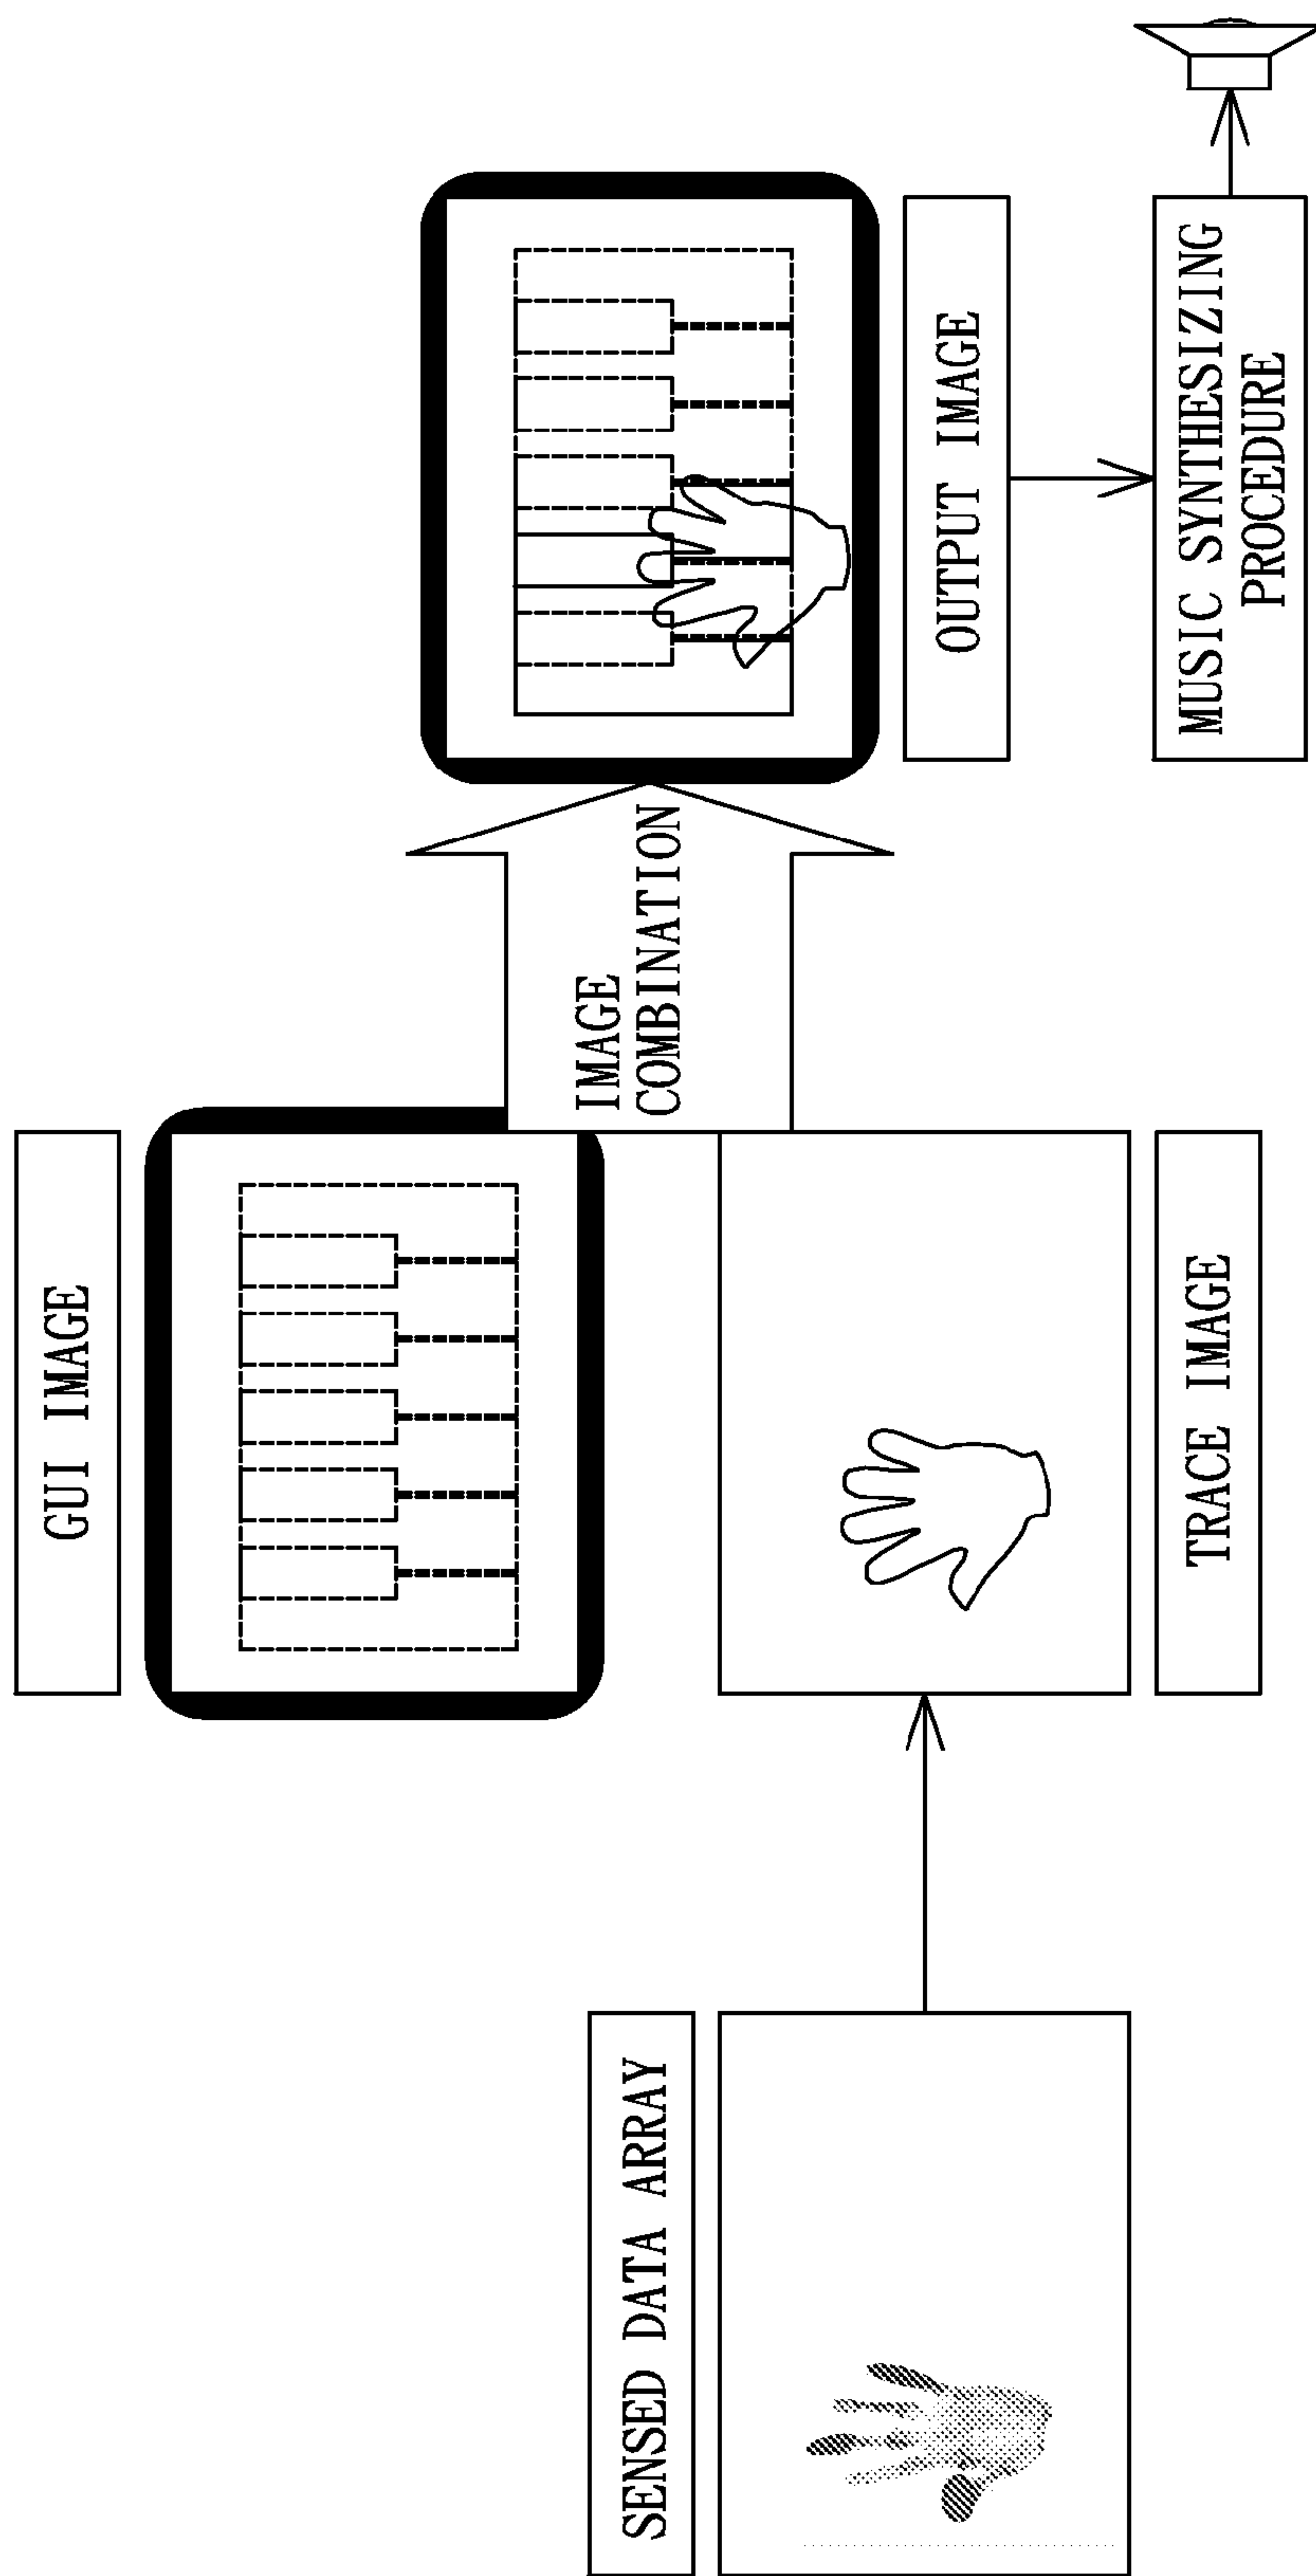 GUI IMAGE
SENSED DATA ARRAY
IMAGE
COMBINATION
TRACE IMAGE
OUTPUT IMAGE
MUSIC SYNTHESIZING
PROCEDURE